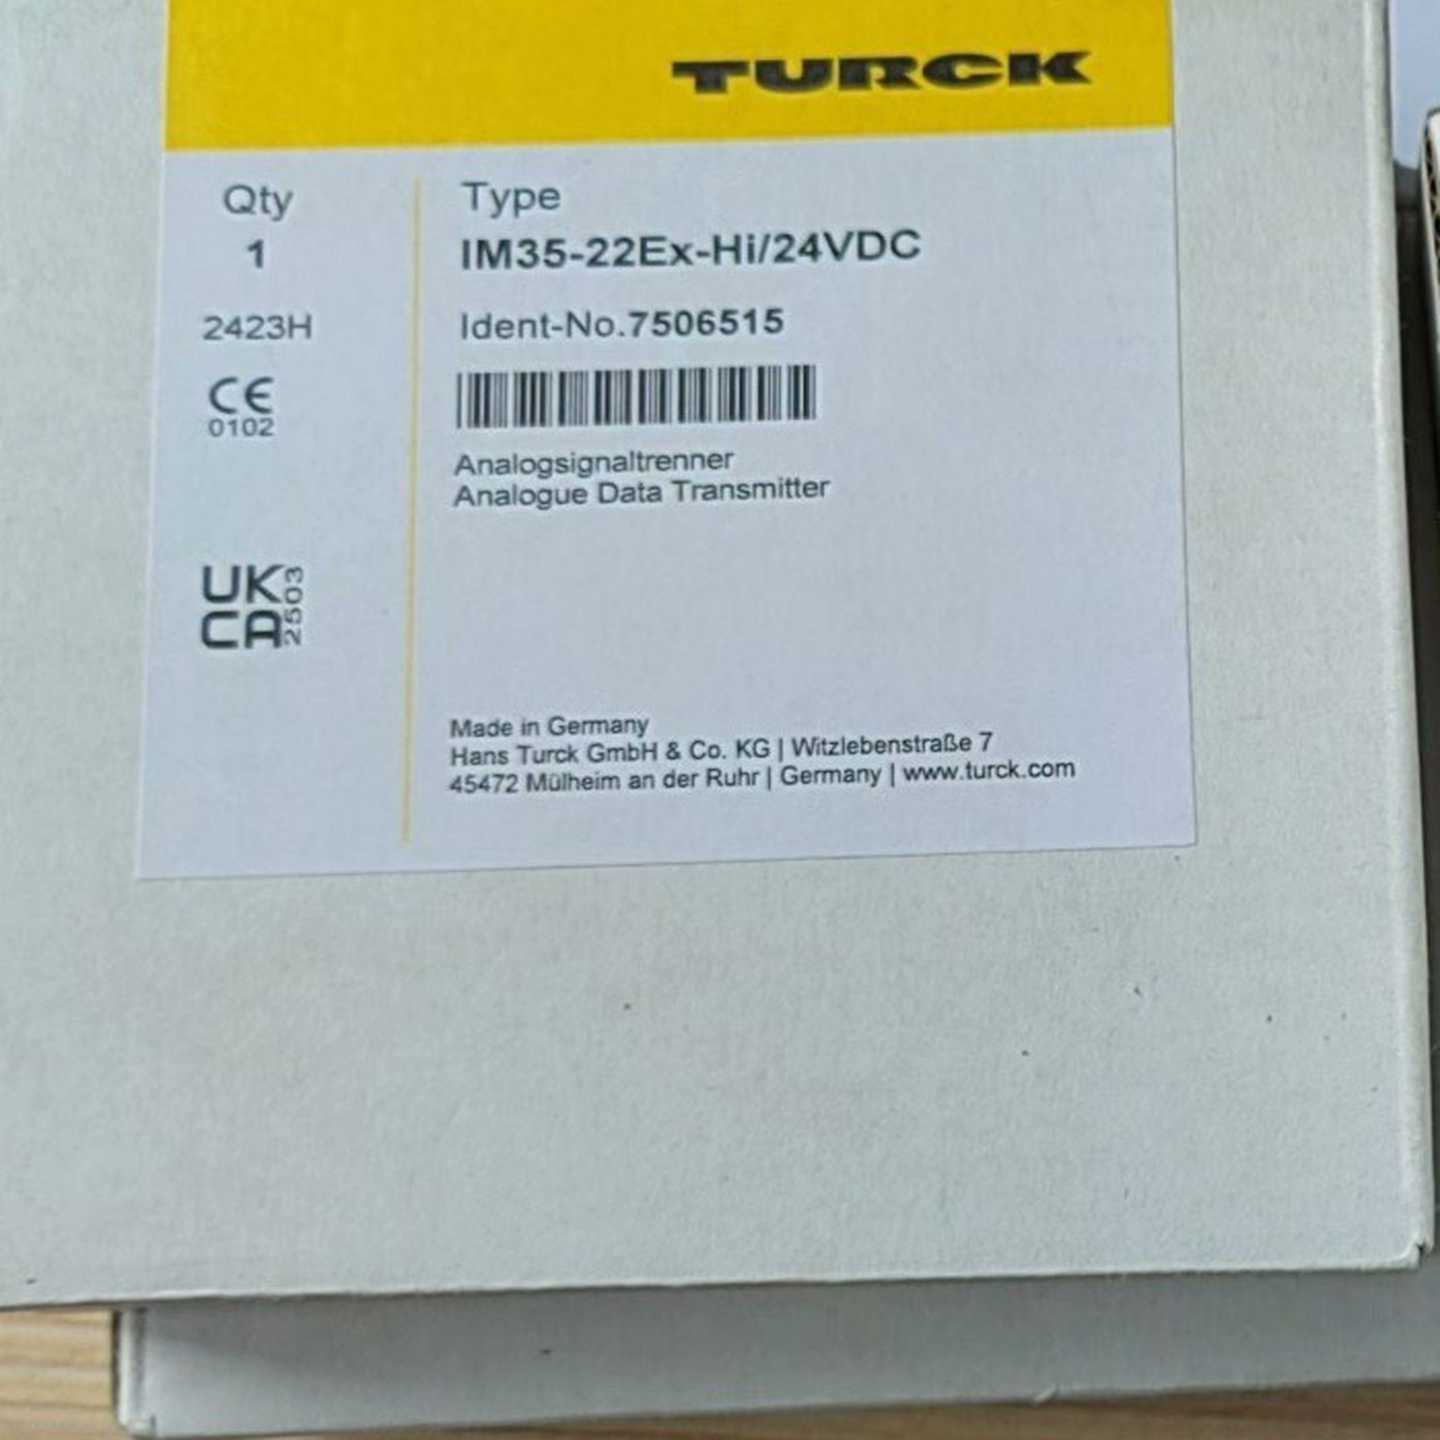 TURCK
Qty
1
2423H
CE
0102
UK
CA
2503
Type
IM35-22Ex-Hi/24VDC
Ident-No.7506515
Analogsignaltrenner
Analogue Data Transmitter
Made in Germany
Hans Turck GmbH & Co. KG | Witzlebenstraße 7
45472 Mülheim an der Ruhr | Germany | www.turck.com